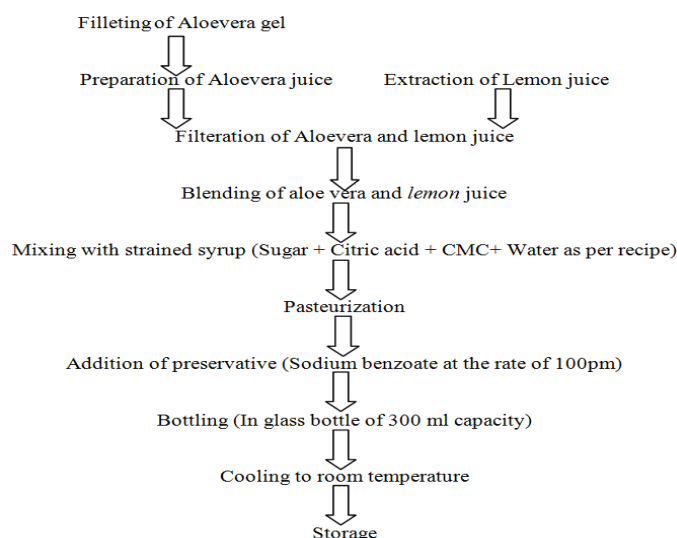 Filleting of Aloevera gel
Preparation of Aloevera juice
Extraction of Lemon juice
Filteration of Aloevera and lemon juice
Blending of aloe vera and lemon juice
Mixing with strained syrup (Sugar + Citric acid + CMC+ Water as per recipe)
Pasteurization
Addition of preservative (Sodium benzoate at the rate of 100pm)
Bottling (In glass bottle of 300 ml capacity)
Cooling to room temperature
Storage